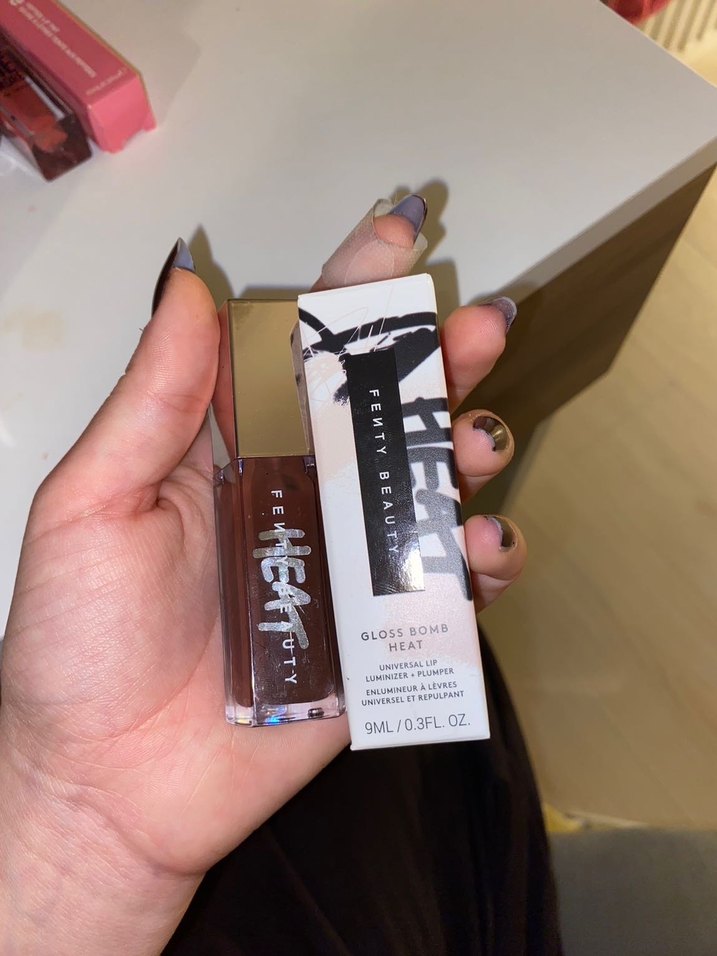 FENTY BEAUTY
HEAT
FENTY BEAUTY
HEAT
GLOSS BOMB
HEAT
UNIVERSAL LIP
LUMINIZER + PLUMPER
ENLUMINEUR À LÈVRES
UNIVERSEL ET REPULPANT
9ML / 0.3FL. OZ.